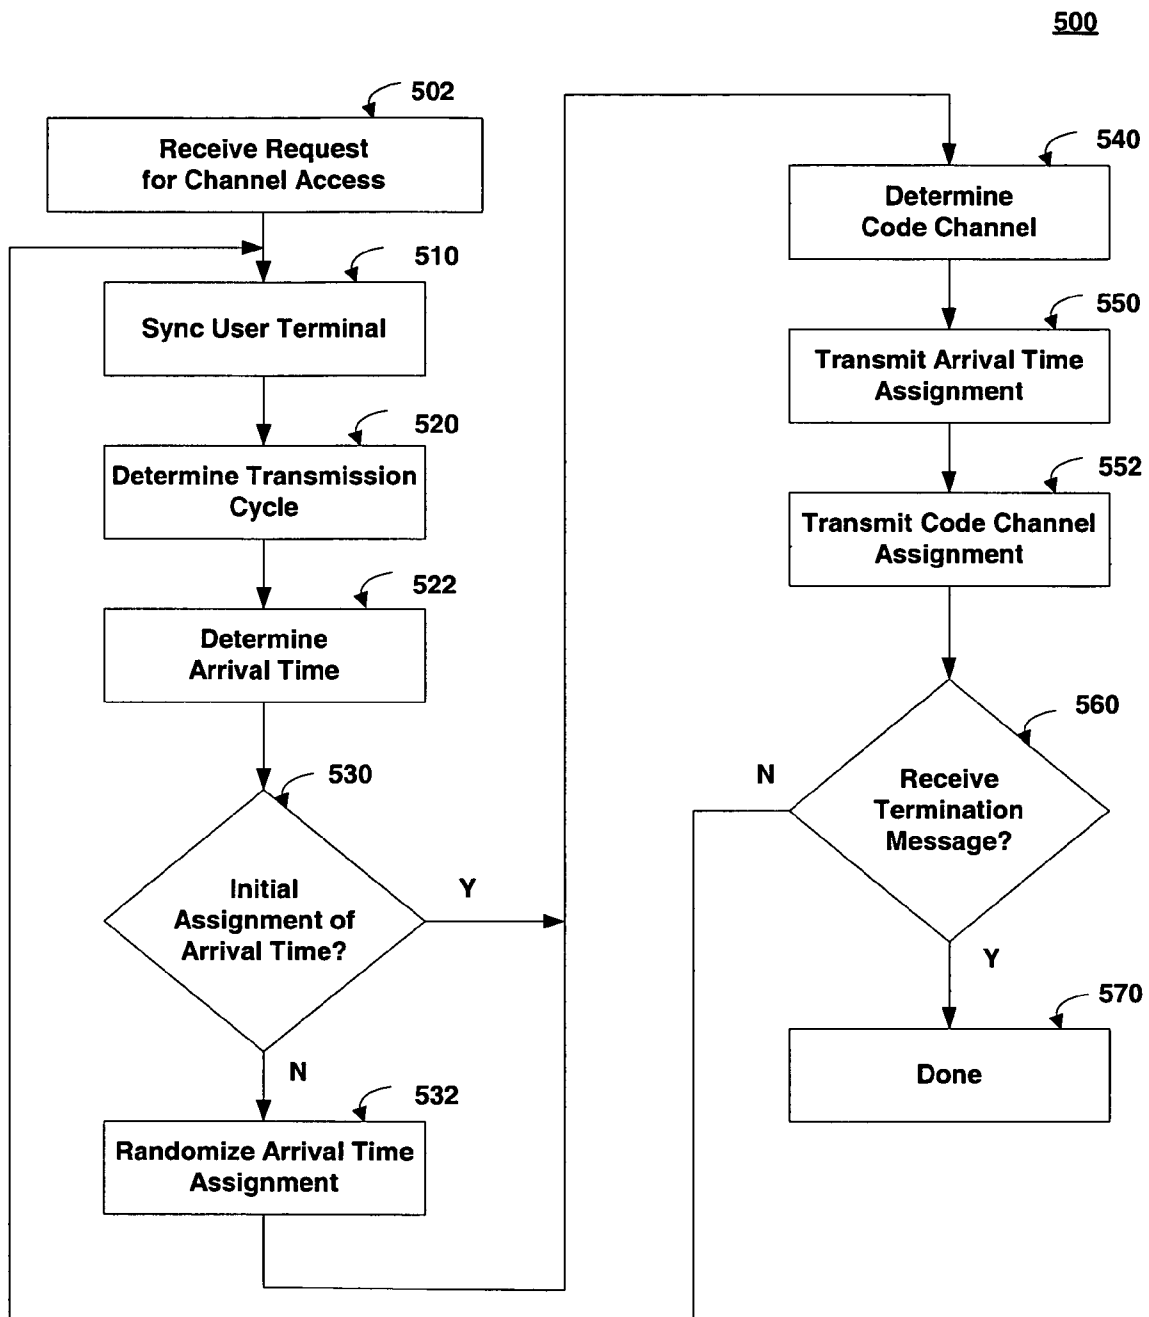 500
502
Receive Request
for Channel Access
510
Sync User Terminal
520
Determine Transmission
Cycle
522
Determine
Arrival Time
530
Initial
Assignment of
Arrival Time?
Y
N
532
Randomize Arrival Time
Assignment
540
Determine
Code Channel
550
Transmit Arrival Time
Assignment
552
Transmit Code Channel
Assignment
560
Receive
Termination
Message?
N
Y
570
Done